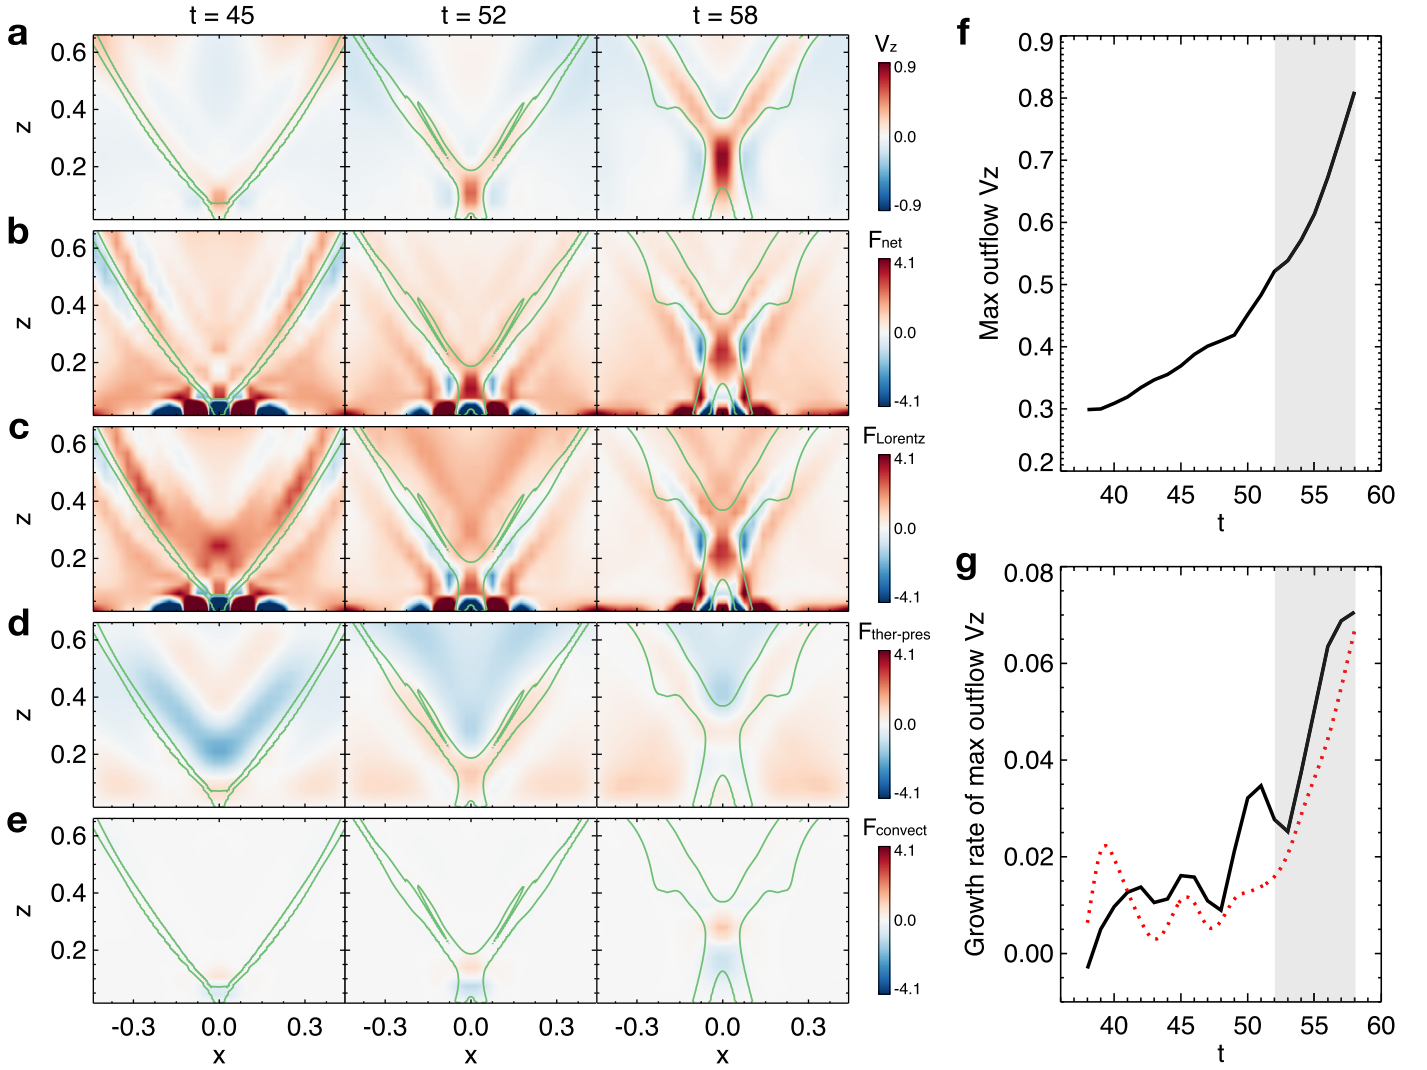 t = 45
t = 52
t = 58
a
0.6
0.4
0.2
z
Vz
0.9
0.0
-0.9
b
0.6
0.4
0.2
z
Fnet
4.1
0.0
-4.1
c
0.6
0.4
0.2
z
FLorentz
4.1
0.0
-4.1
d
0.6
0.4
0.2
z
Fther-pres
4.1
0.0
-4.1
e
0.6
0.4
0.2
z
Fconvect
4.1
0.0
-4.1
-0.3 0.0 0.3
-0.3 0.0 0.3
-0.3 0.0 0.3
x
x
x
f
0.9
0.8
0.7
0.6
0.5
0.4
0.3
0.2
Max outflow Vz
40 45 50 55 60
t
g
0.08
0.06
0.04
0.02
0.00
Growth rate of max outflow Vz
40 45 50 55 60
t